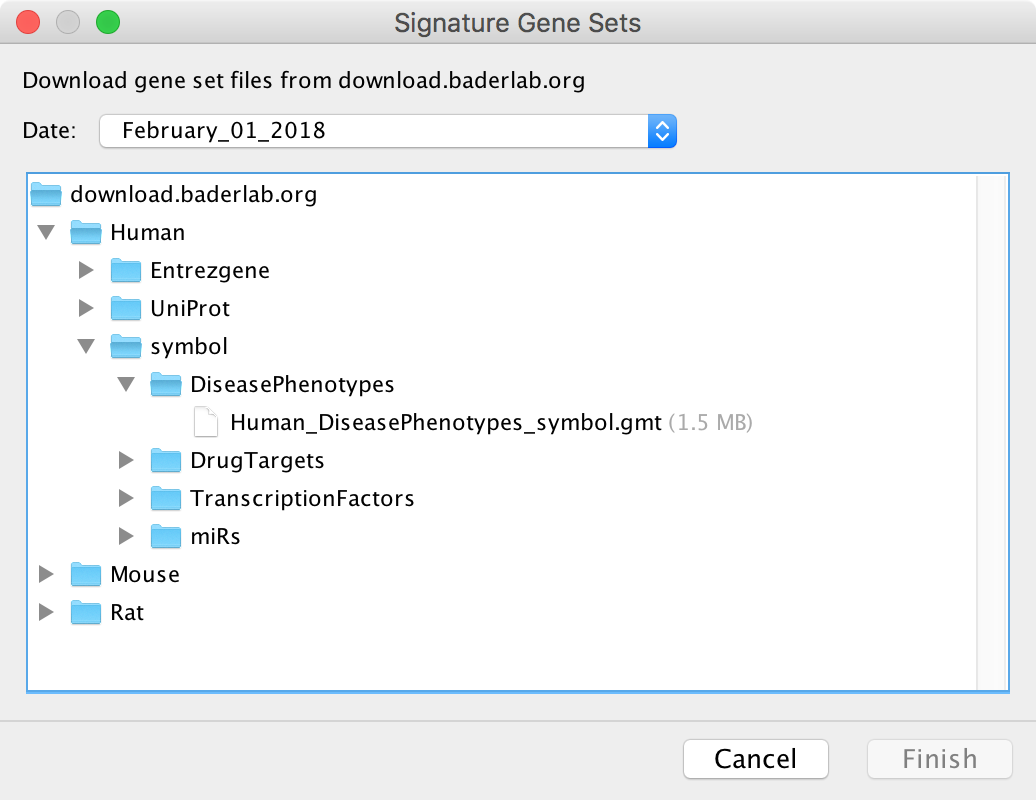 Signature Gene Sets
Download gene set files from download.baderlab.org
Date: February_01_2018
download.baderlab.org
Human
Entrezgene
UniProt
symbol
DiseasePhenotypes
Human_DiseasePhenotypes_symbol.gmt (1.5 MB)
DrugTargets
TranscriptionFactors
miRs
Mouse
Rat
Cancel Finish